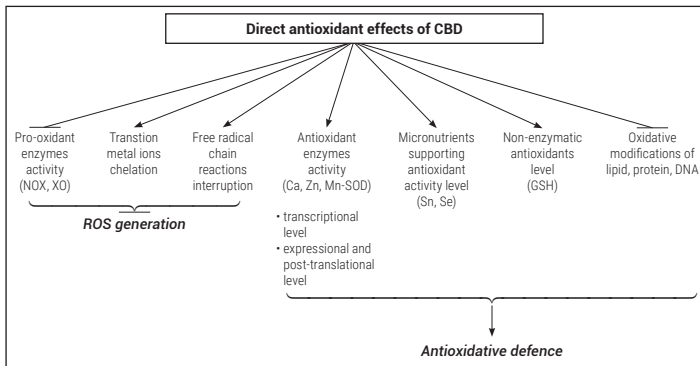 Direct antioxidant effects of CBD
Pro-oxidant
enzymes
activity
(NOX, XO)
Transtion
metal ions
chelation
Free radical
chain
reactions
interruption
Antioxidant
enzymes
activity
(Ca, Zn, Mn-SOD)
• transcriptional
level
• expressional and
post-translational
level
Micronutrients
supporting
antioxidant
activity level
(Sn, Se)
Non-enzymatic
antioxidants
level
(GSH)
Oxidative
modifications of
lipid, protein, DNA
ROS generation
Antioxidative defence